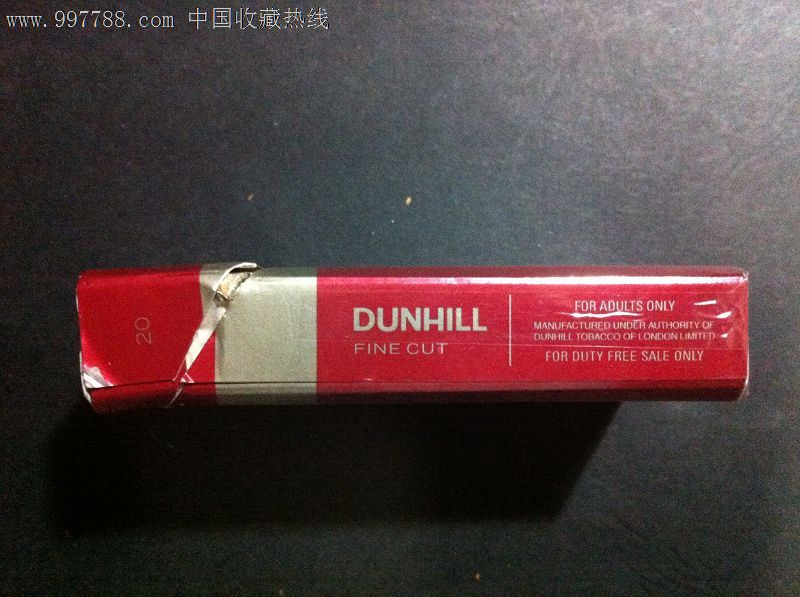 www.997788.com 中国收藏热线
20
DUNHILL
FINE CUT
FOR ADULTS ONLY
MANUFACTURED UNDER AUTHORITY OF
DUNHILL TOBACCO OF LONDON LIMITED
FOR DUTY FREE SALE ONLY